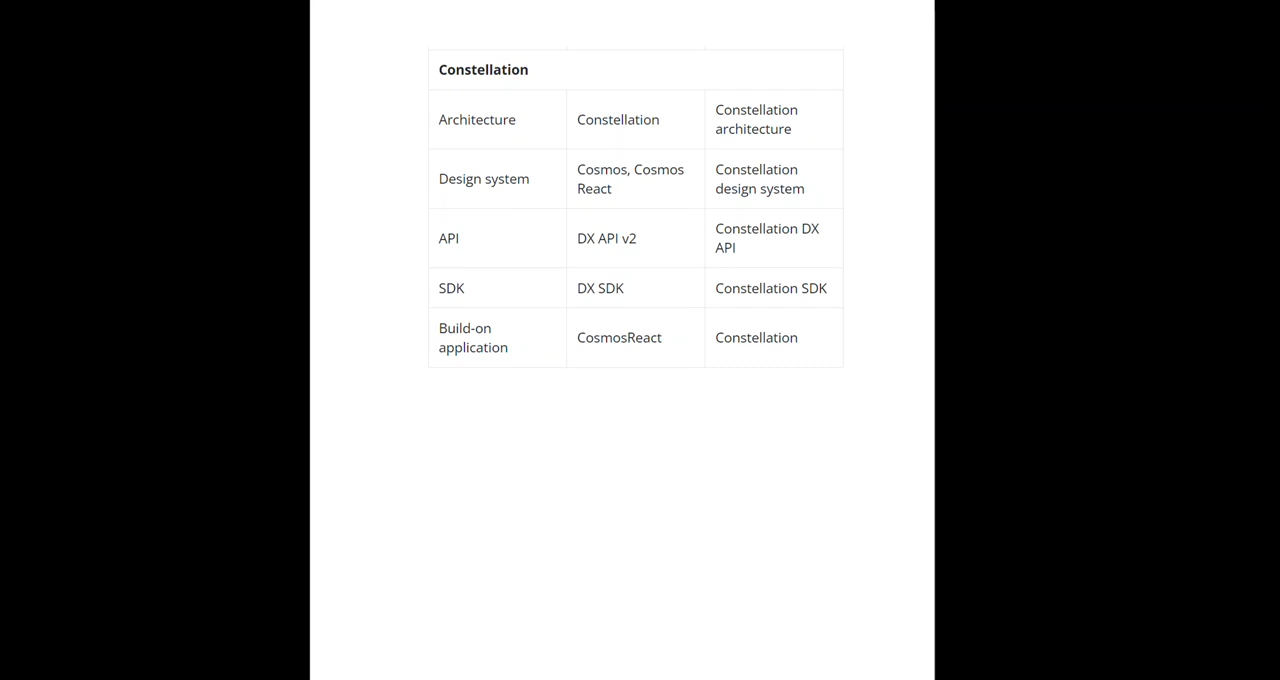 Constellation
Architecture Constellation Constellation architecture
Design system Cosmos, Cosmos React Constellation design system
API DX API v2 Constellation DX API
SDK DX SDK Constellation SDK
Build-on application CosmosReact Constellation